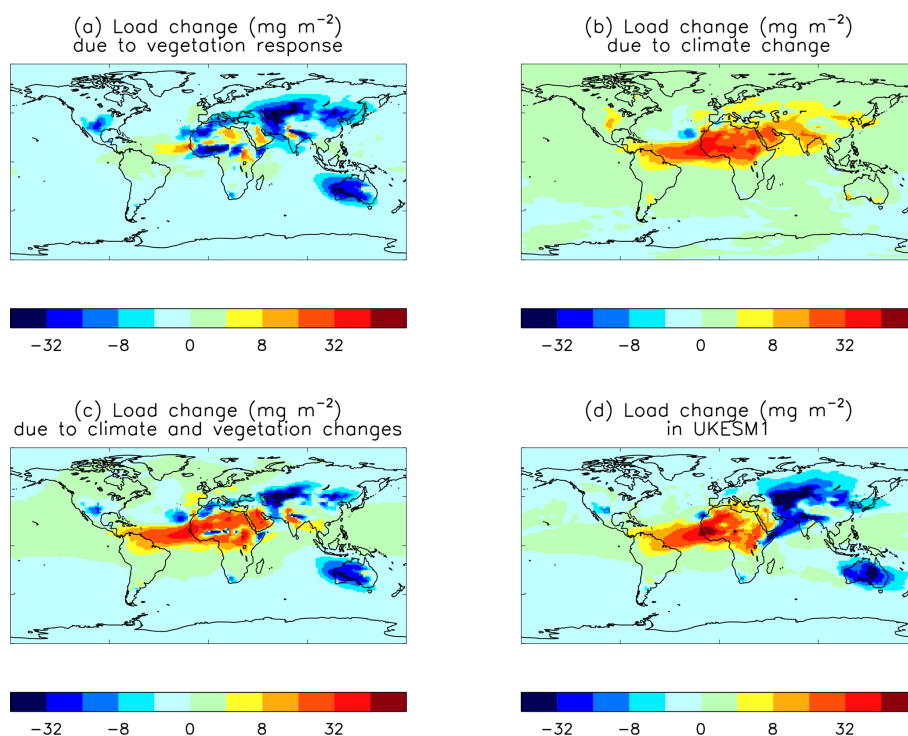 (a) Load change (mg m⁻²)
due to vegetation response
(b) Load change (mg m⁻²)
due to climate change
−32 −8 0 8 32
−32 −8 0 8 32
(c) Load change (mg m⁻²)
due to climate and vegetation changes
(d) Load change (mg m⁻²)
in UKESM1
−32 −8 0 8 32
−32 −8 0 8 32